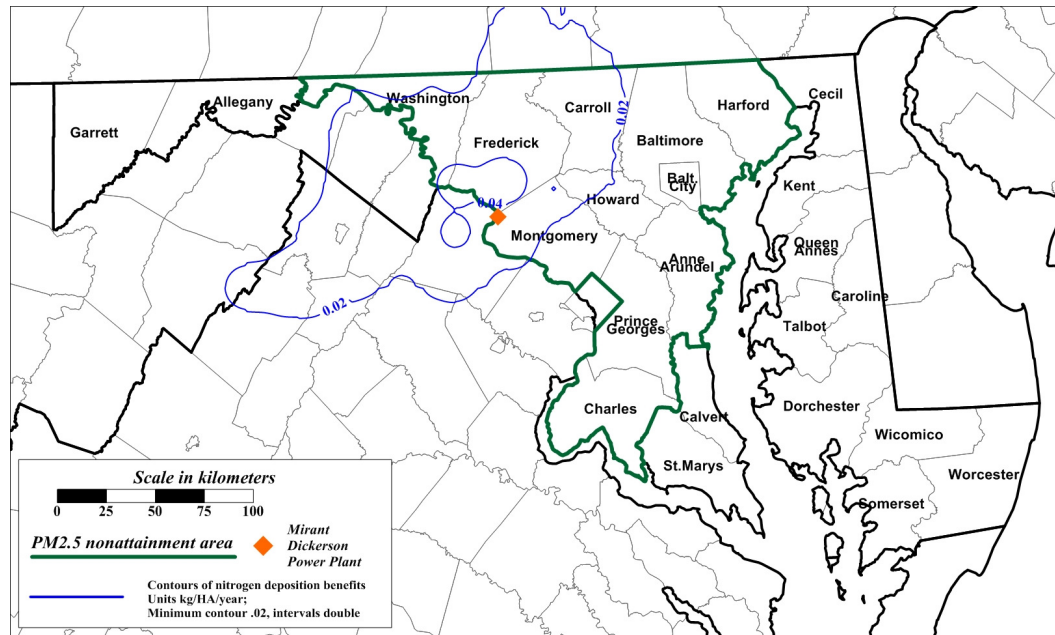 Garrett
Allegany
Washington
Frederick
Carroll
0.02
Baltimore
Harford
Cecil
Balt.
City
Howard
Kent
0.04
Montgomery
Anne
Arundel
Queen
Annes
Caroline
0.02
Prince
Georges
Talbot
Charles
Calvert
Dorchester
Wicomico
St.Marys
Worcester
Somerset
Scale in kilometers
0 25 50 75 100
PM2.5 nonattainment area
Mirant
Dickerson
Power Plant
Contours of nitrogen deposition benefits
Units kg/HA/year;
Minimum contour .02, intervals double